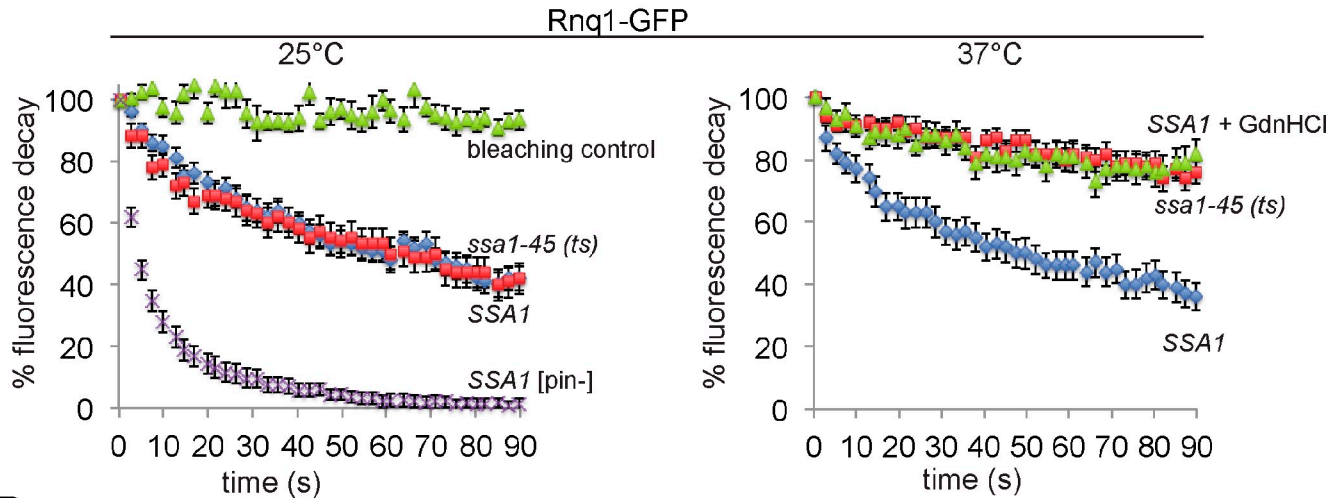 Rnq1-GFP
25°C
37°C
% fluorescence decay
100
80
60
40
20
0
0 10 20 30 40 50 60 70 80 90
time (s)
bleaching control
ssa1-45 (ts)
SSA1
SSA1 [pin-]
% fluorescence decay
100
80
60
40
20
0
0 10 20 30 40 50 60 70 80 90
time (s)
SSA1 + GdnHCl
ssa1-45 (ts)
SSA1